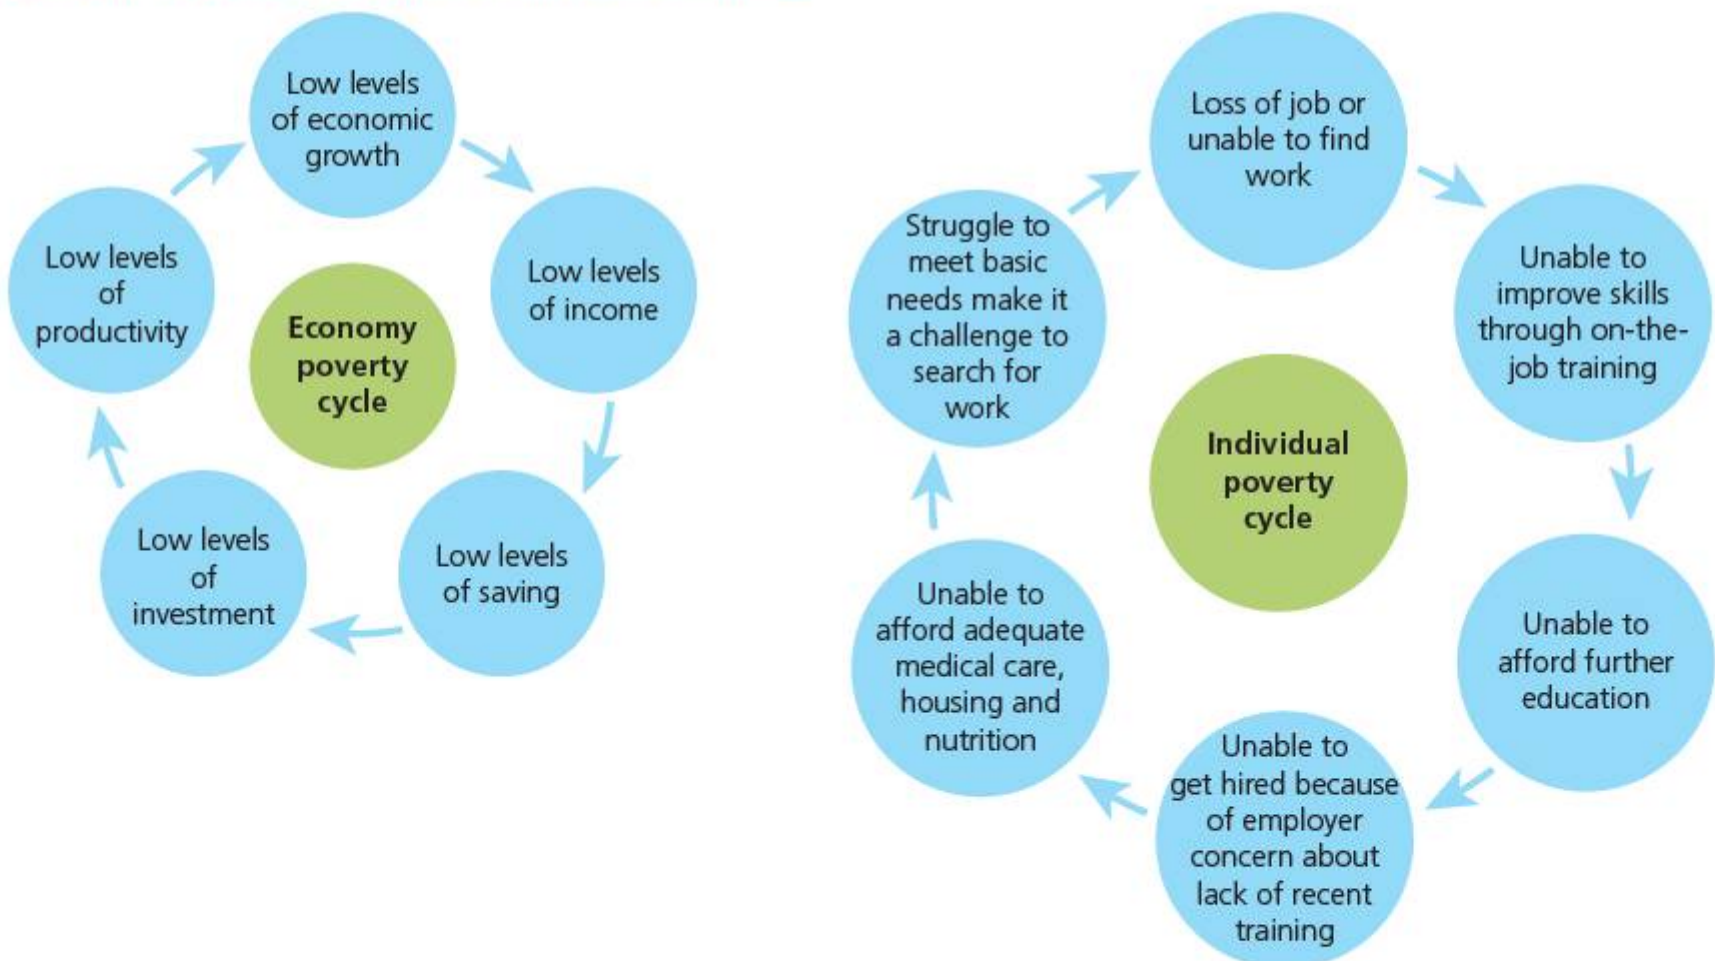 Low levels
of economic
growth
Low levels
of income
Low levels
of saving
Low levels
of
investment
Low levels
of
productivity
Economy
poverty
cycle
Loss of job or
unable to find
work
Unable to
improve skills
through on-the-
job training
Unable to
afford further
education
Unable to
get hired because
of employer
concern about
lack of recent
training
Unable to
afford adequate
medical care,
housing and
nutrition
Struggle to
meet basic
needs make it
a challenge to
search for
work
Individual
poverty
cycle